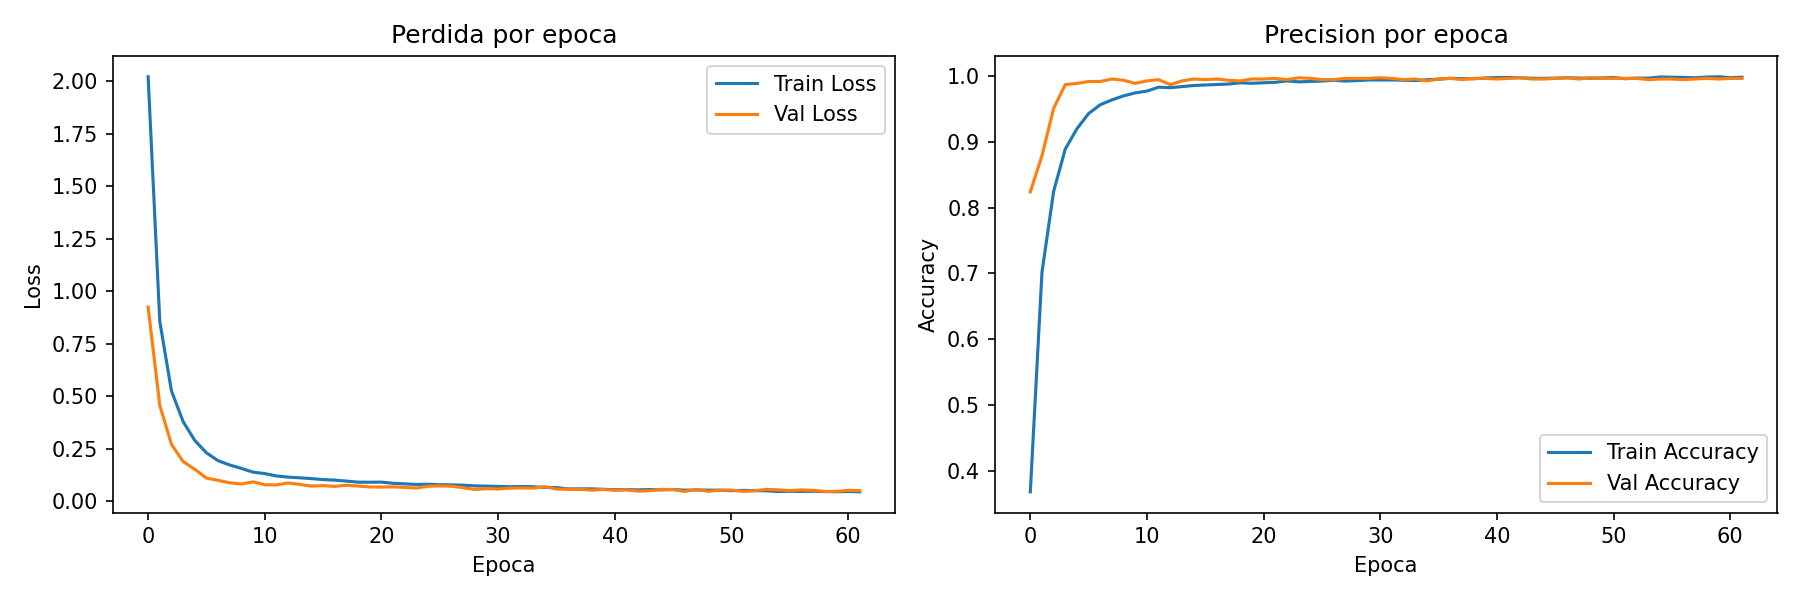 Perdida por epoca
2.00
1.75
1.50
1.25
1.00
0.75
0.50
0.25
0.00
Loss
Train Loss
Val Loss
0 10 20 30 40 50 60
Epoca
Precision por epoca
1.0
0.9
0.8
0.7
0.6
0.5
0.4
Accuracy
Train Accuracy
Val Accuracy
0 10 20 30 40 50 60
Epoca